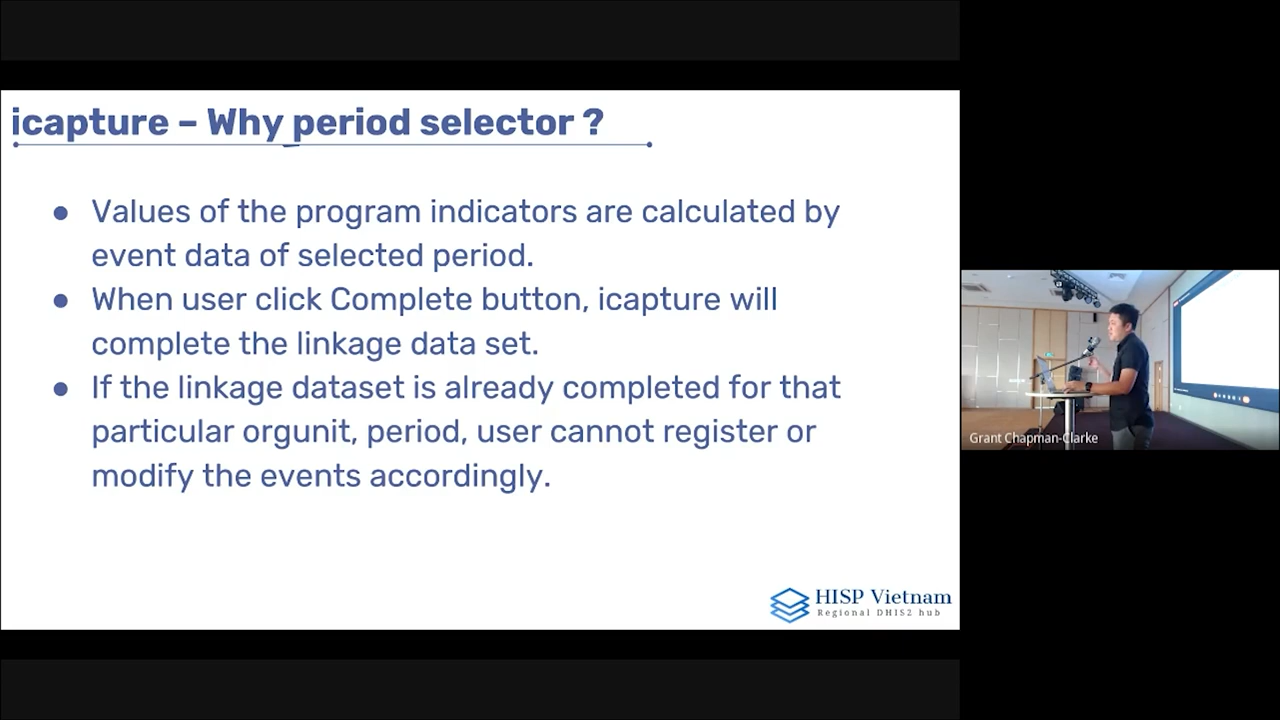 icapture – Why period selector ?
● Values of the program indicators are calculated by
event data of selected period.
● When user click Complete button, icapture will
complete the linkage data set.
● If the linkage dataset is already completed for that
particular orgunit, period, user cannot register or
modify the events accordingly.
HISP Vietnam
Regional DHIS2 hub
Grant Chapman-Clarke